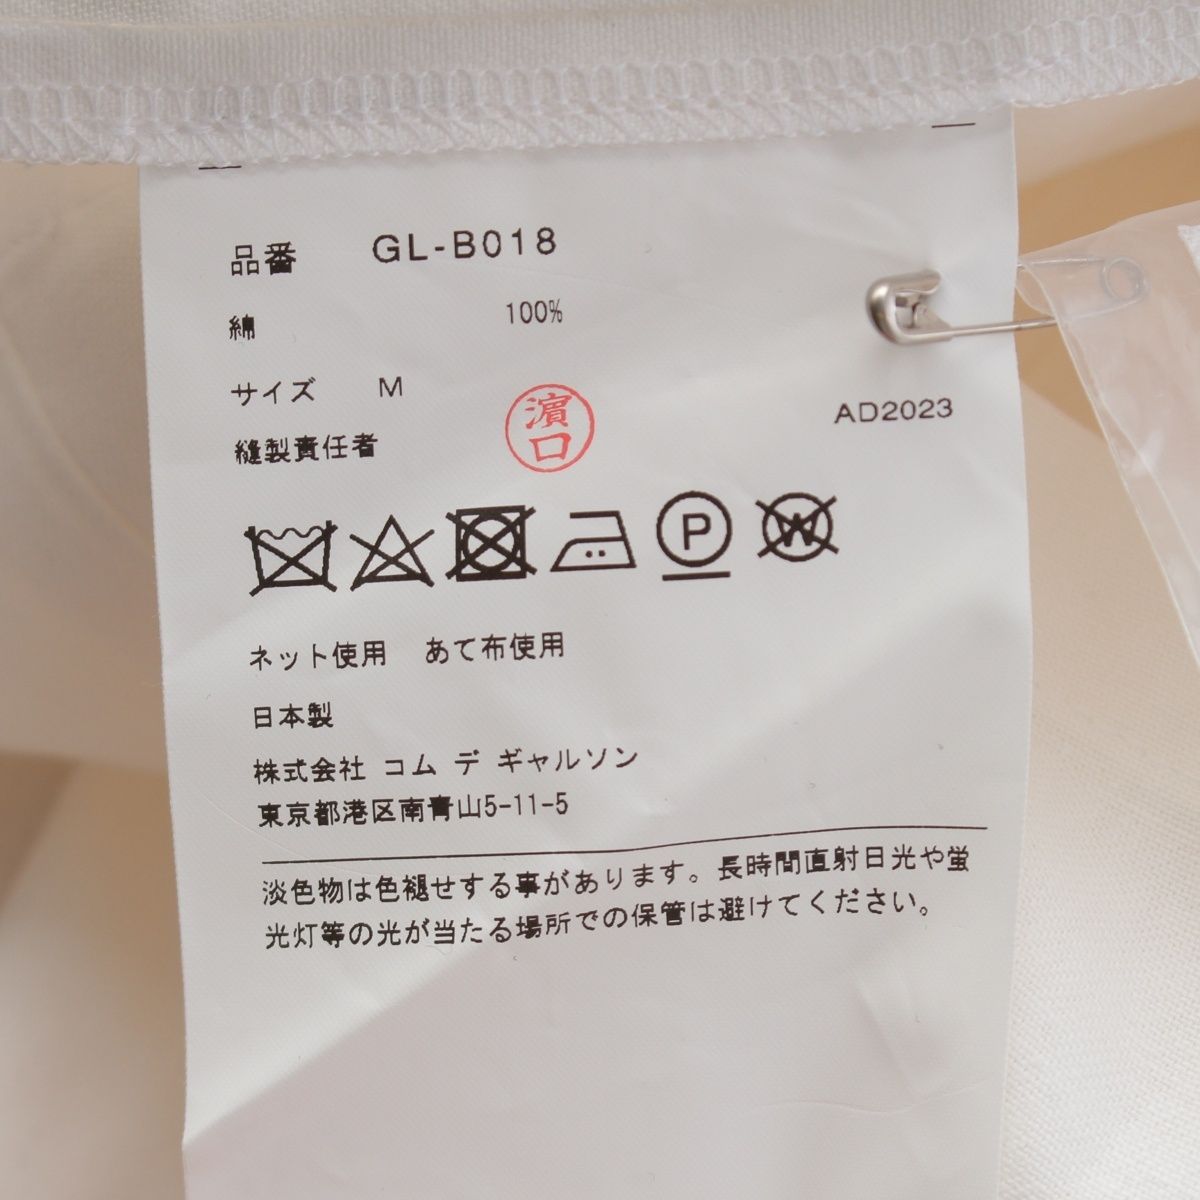 品番 GL-B018
綿 100%
サイズ M
AD2023
縫製責任者 濱口
P W
ネット使用 あて布使用
日本製
株式会社 コム デ ギャルソン
東京都港区南青山5-11-5
淡色物は色褪せする事があります。長時間直射日光や蛍
光灯等の光が当たる場所での保管は避けてください。